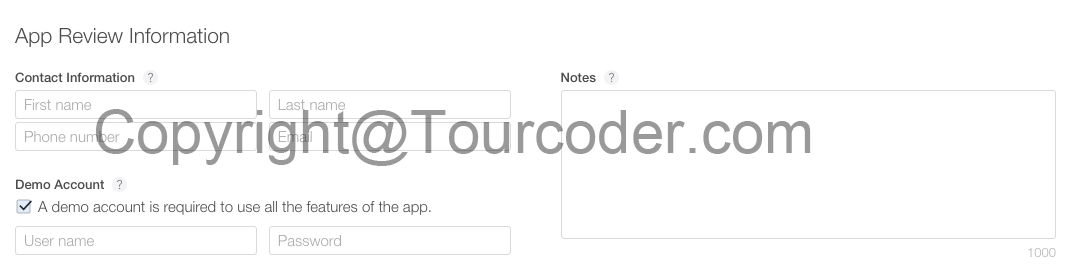 App Review Information
Contact Information ?
First name Last name
Phone number Email
Copyright@Tourcoder.com
Demo Account ?
A demo account is required to use all the features of the app.
User name Password
Notes ?
1000